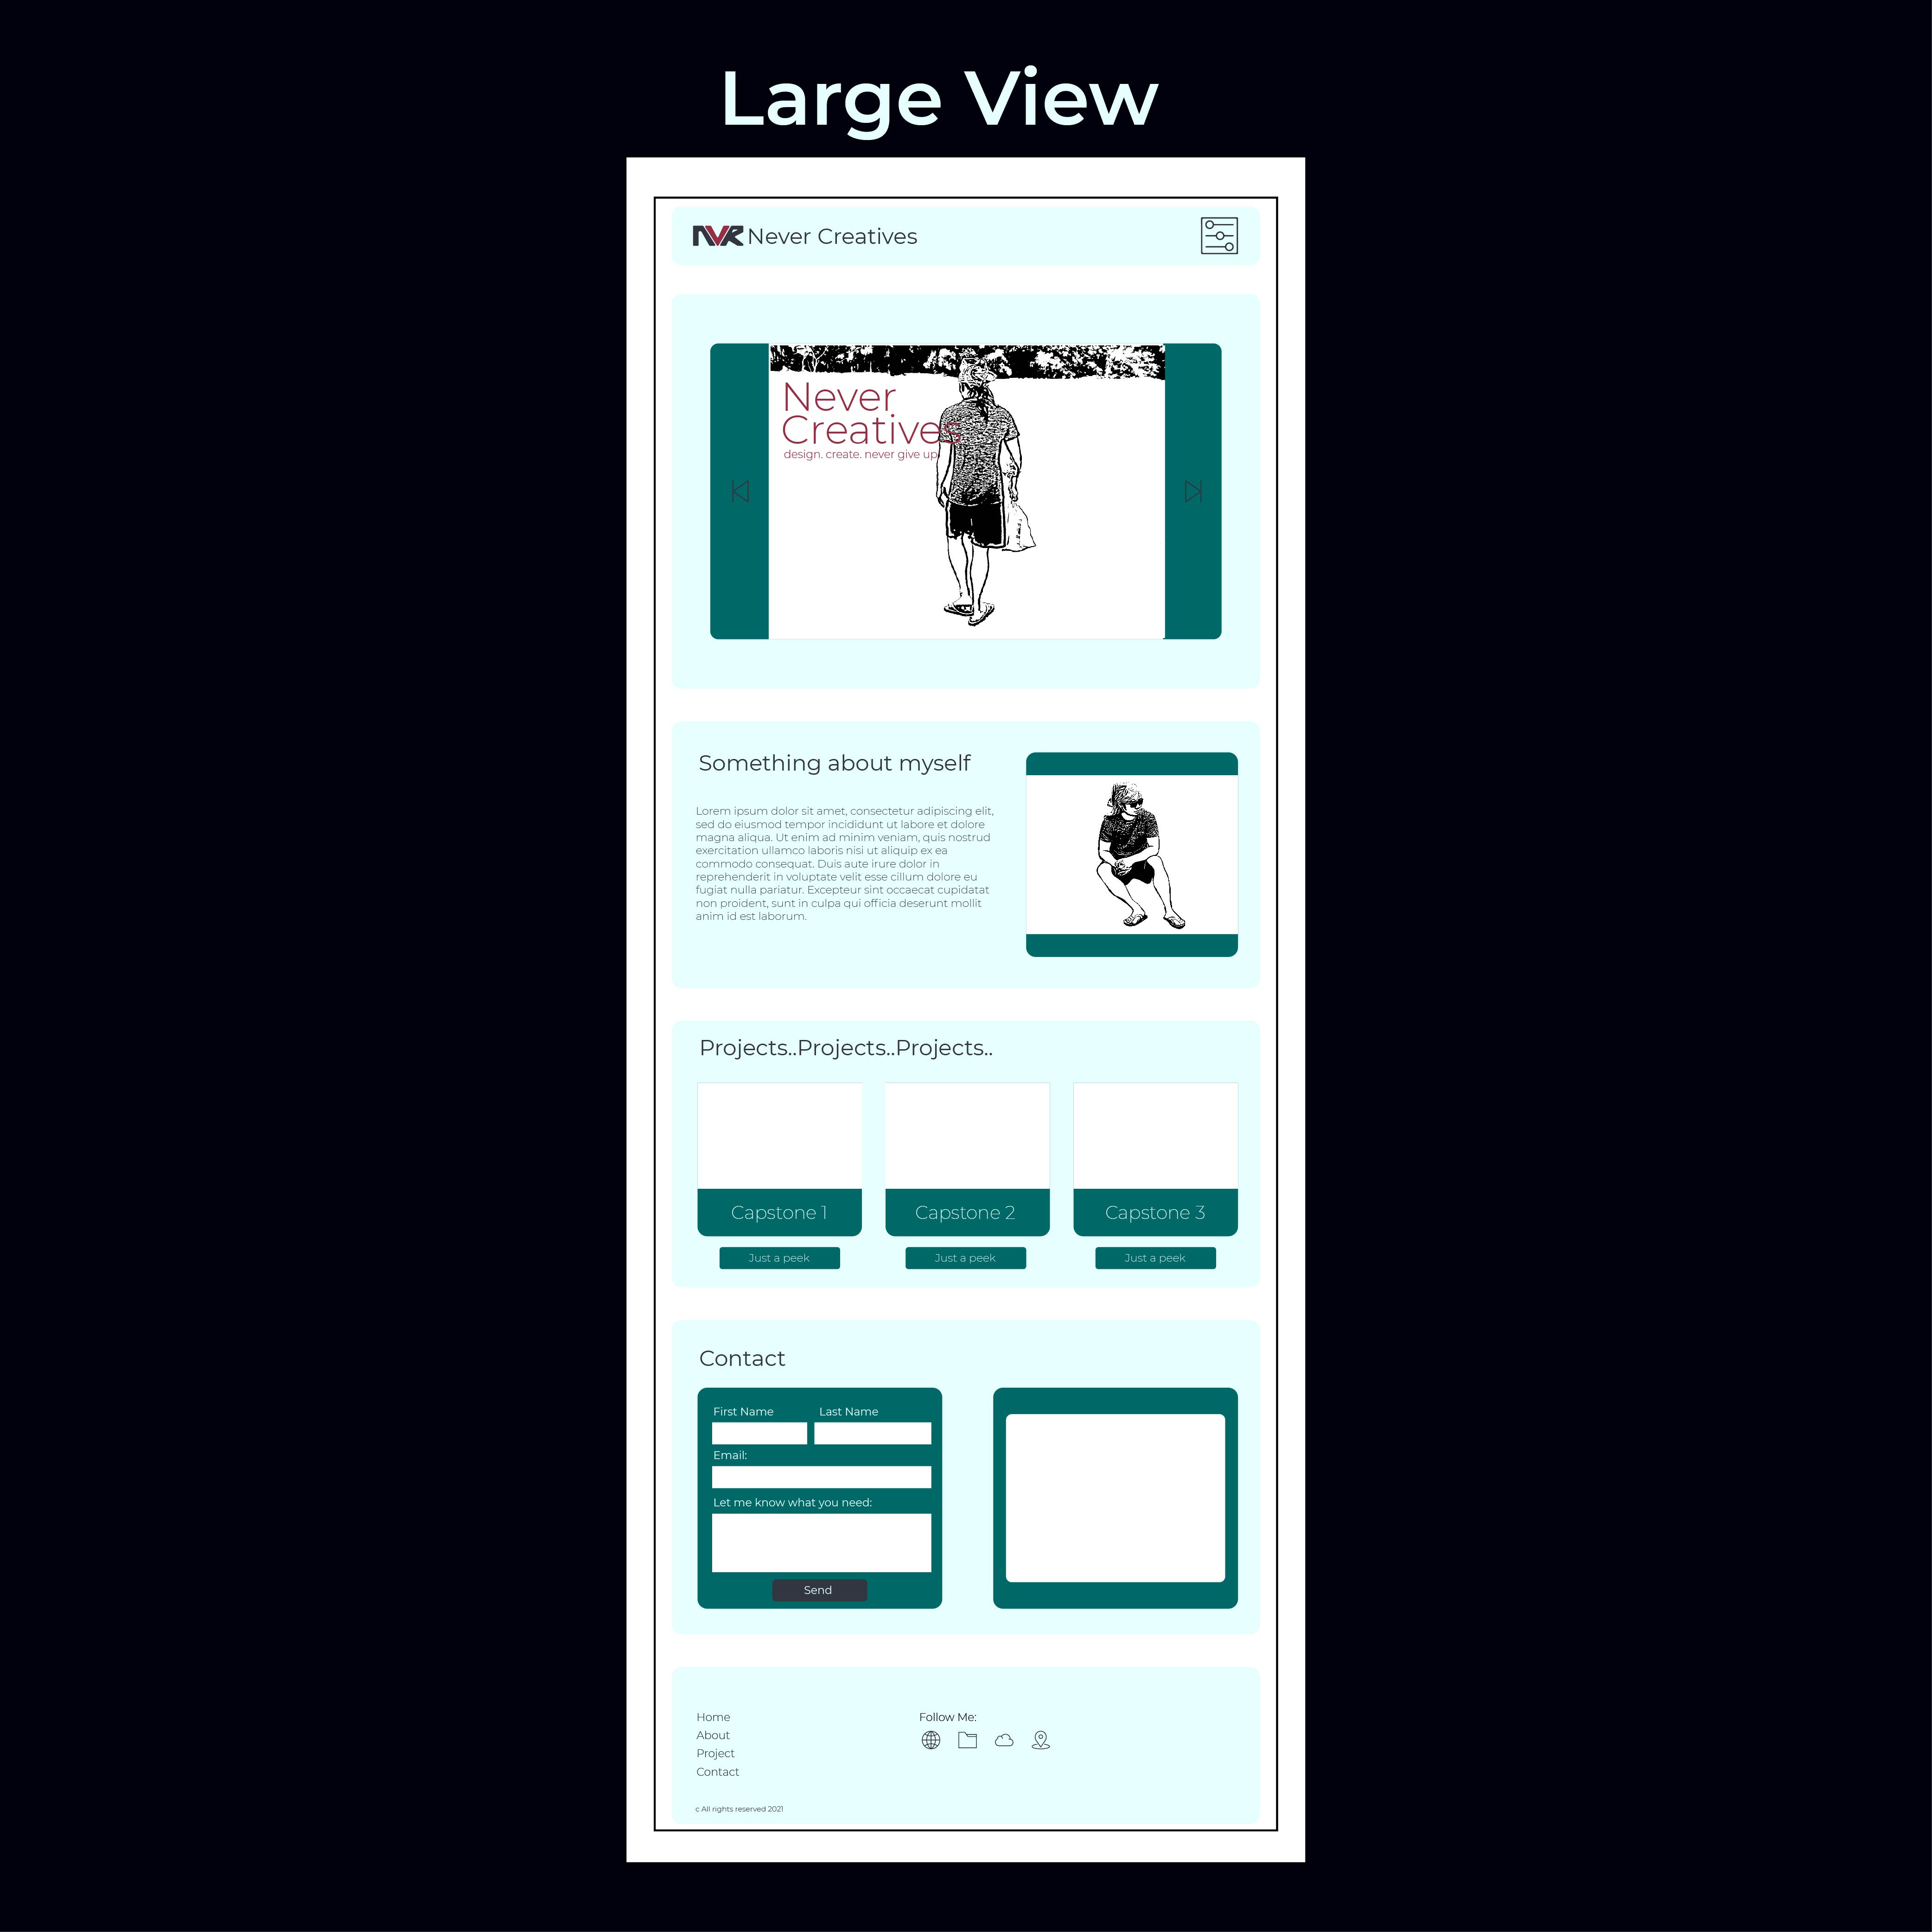 Large View
NVR Never Creatives
Never
Creatives
design. create. never give up.
Something about myself
Lorem ipsum dolor sit amet, consectetur adipiscing elit,
sed do eiusmod tempor incididunt ut labore et dolore
magna aliqua. Ut enim ad minim veniam, quis nostrud
exercitation ullamco laboris nisi ut aliquip ex ea
commodo consequat. Duis aute irure dolor in
reprehenderit in voluptate velit esse cillum dolore eu
fugiat nulla pariatur. Excepteur sint occaecat cupidatat
non proident, sunt in culpa qui officia deserunt mollit
anim id est laborum.
Projects..Projects..Projects..
Capstone 1
Capstone 2
Capstone 3
Just a peek
Just a peek
Just a peek
Contact
First Name
Last Name
Email:
Let me know what you need:
Send
Home
About
Project
Contact
Follow Me:
c All rights reserved 2021